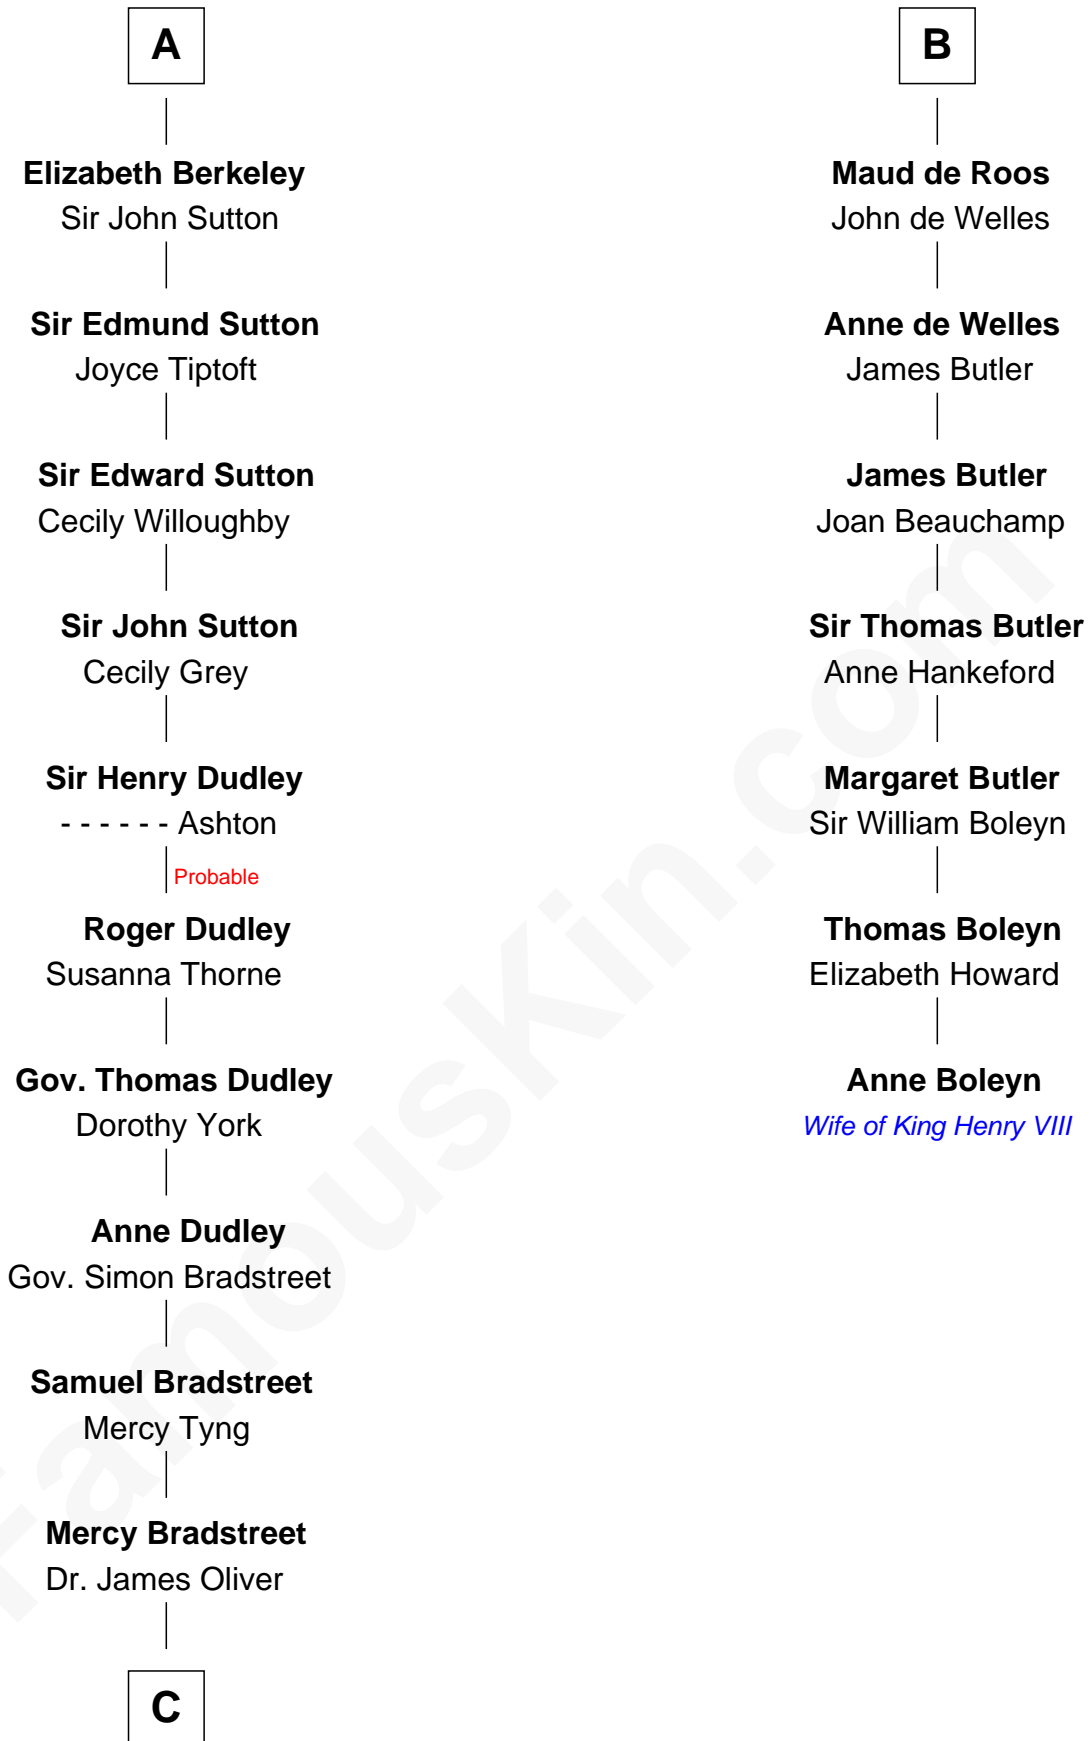 A
Elizabeth Berkeley
Sir John Sutton
Sir Edmund Sutton
Joyce Tiptoft
Sir Edward Sutton
Cecily Willoughby
Sir John Sutton
Cecily Grey
Sir Henry Dudley
- - - - - - Ashton
Probable
Roger Dudley
Susanna Thorne
Gov. Thomas Dudley
Dorothy York
Anne Dudley
Gov. Simon Bradstreet
Samuel Bradstreet
Mercy Tyng
Mercy Bradstreet
Dr. James Oliver
C
B
Maud de Roos
John de Welles
Anne de Welles
James Butler
James Butler
Joan Beauchamp
Sir Thomas Butler
Anne Hankeford
Margaret Butler
Sir William Boleyn
Thomas Boleyn
Elizabeth Howard
Anne Boleyn
Wife of King Henry VIII
FamousKin.com